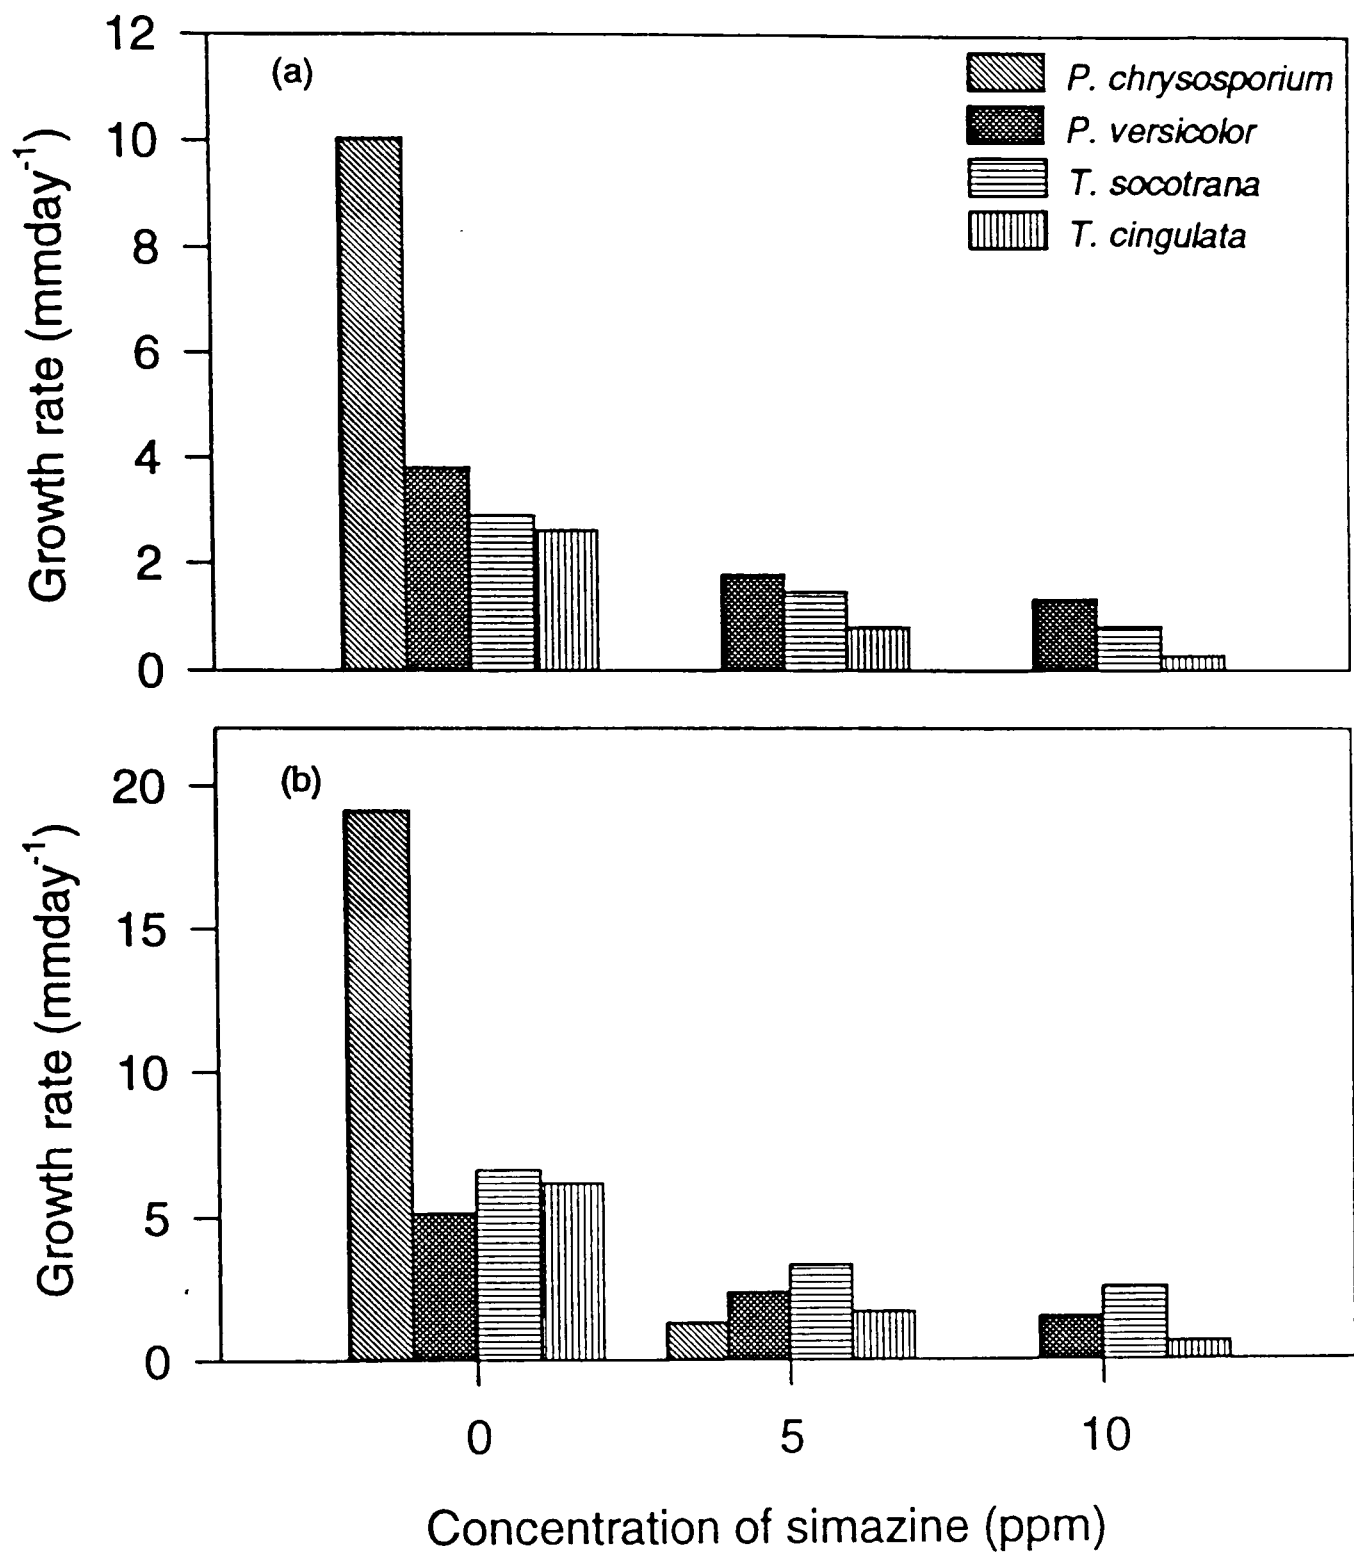 12
(a)
P. chrysosporium
P. versicolor
T. socotrana
T. cingulata
10
8
6
4
2
0
Growth rate (mmday-1)
(b)
20
15
10
5
0
Growth rate (mmday-1)
0 5 10
Concentration of simazine (ppm)